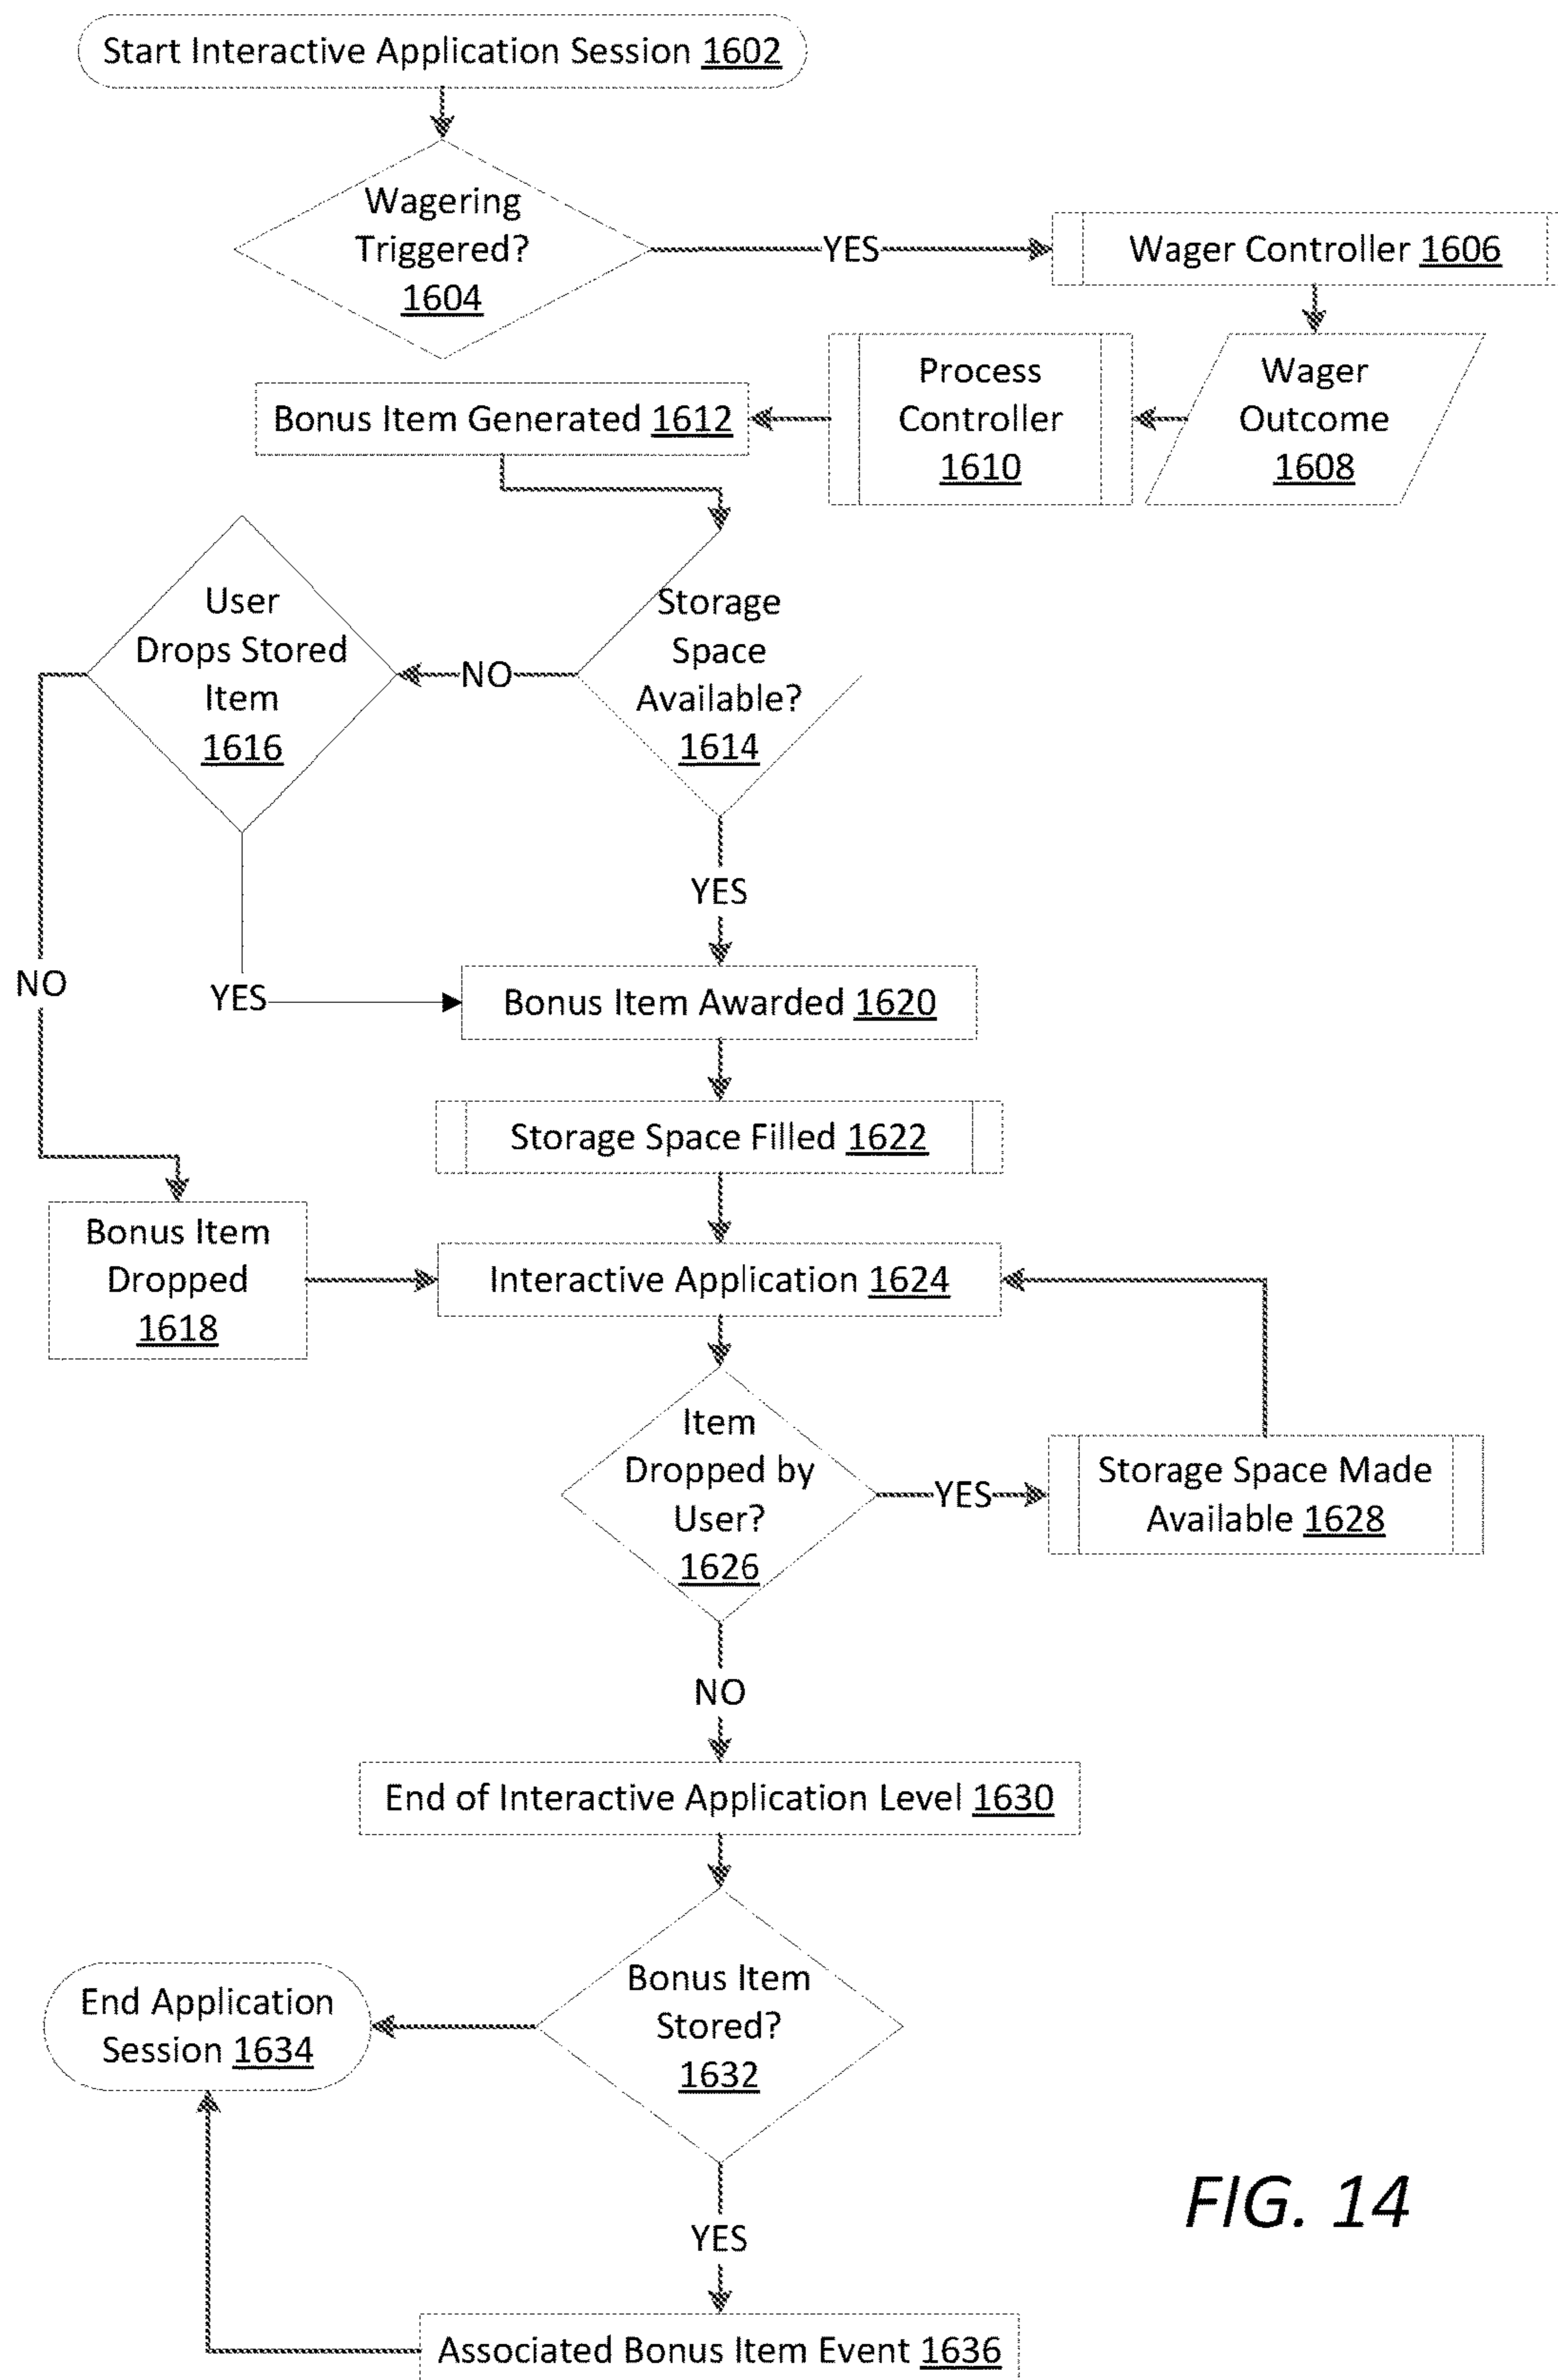 Start Interactive Application Session 1602
Wagering
Triggered?
1604
YES
Wager Controller 1606
Wager
Outcome
1608
Process
Controller
1610
Bonus Item Generated 1612
Storage
Space
Available?
1614
NO
User
Drops Stored
Item
1616
YES
NO
YES
Bonus Item Awarded 1620
Storage Space Filled 1622
Bonus Item
Dropped
1618
Interactive Application 1624
Item
Dropped by
User?
1626
YES
Storage Space Made
Available 1628
NO
End of Interactive Application Level 1630
Bonus Item
Stored?
1632
End Application
Session 1634
YES
Associated Bonus Item Event 1636
FIG. 14